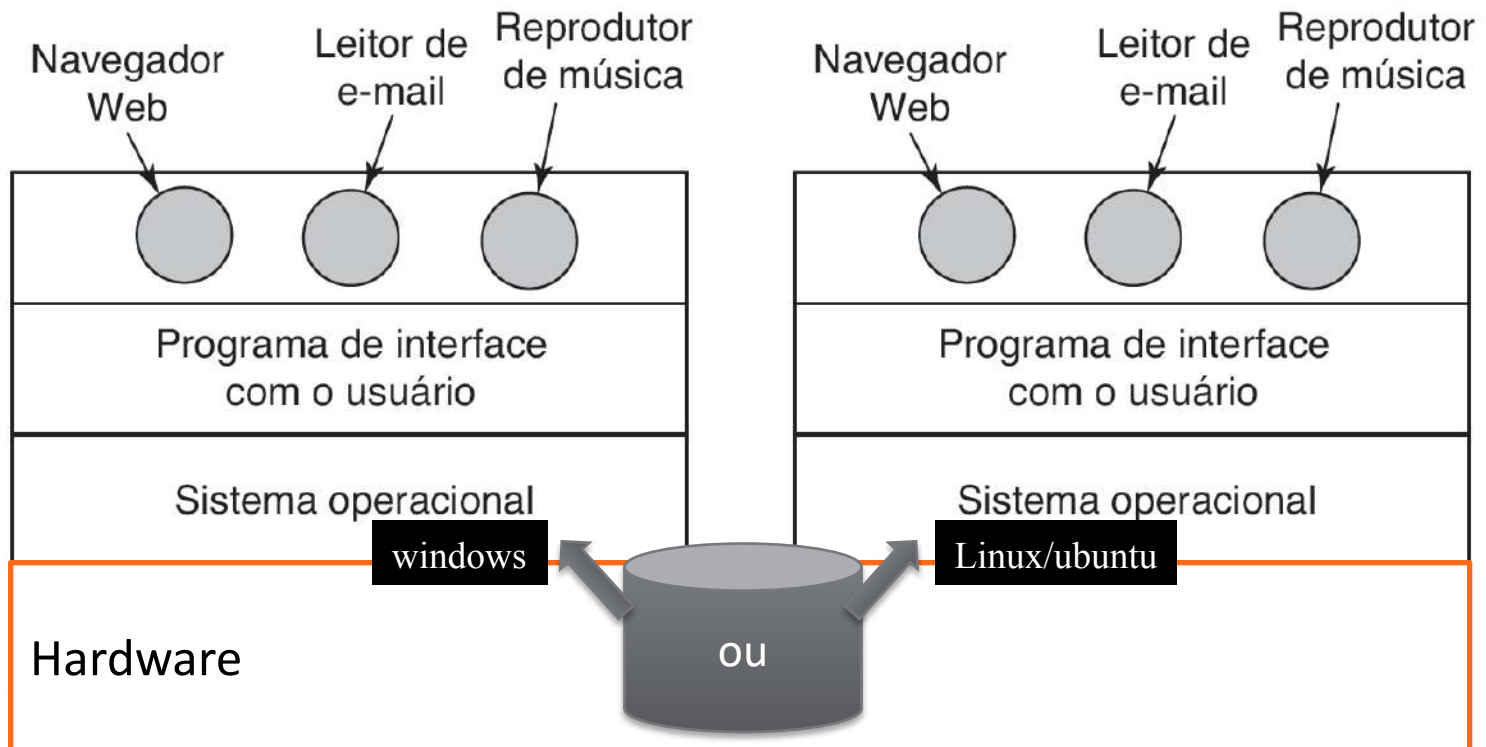 Navegador
Web
Leitor de
e-mail
Reprodutor
de música
Programa de interface
com o usuário
Sistema operacional
windows
Navegador
Web
Leitor de
e-mail
Reprodutor
de música
Programa de interface
com o usuário
Sistema operacional
Linux/ubuntu
Hardware
ou